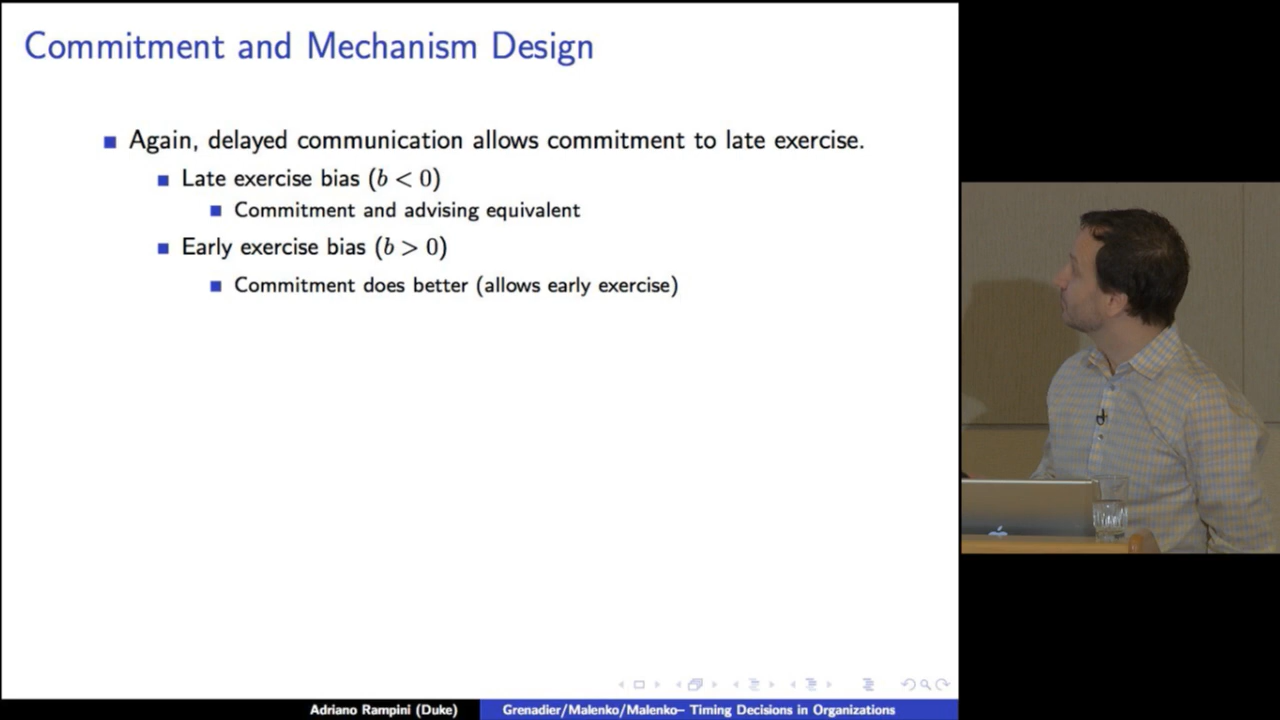 Commitment and Mechanism Design
Again, delayed communication allows commitment to late exercise.
Late exercise bias (b < 0)
Commitment and advising equivalent
Early exercise bias (b > 0)
Commitment does better (allows early exercise)
Adriano Rampini (Duke)
Grenadier/Malenko/Malenko– Timing Decisions in Organizations